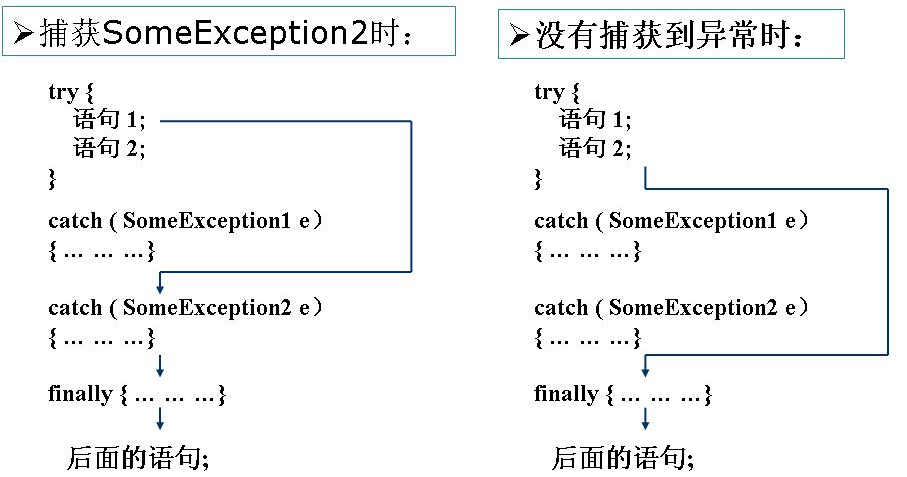 ➢捕获SomeException2时：
try {
语句 1;
语句 2;
}
catch ( SomeException1 e）
{ … … …}
catch ( SomeException2 e）
{ … … …}
finally { … … …}
后面的语句;
➢没有捕获到异常时：
try {
语句 1;
语句 2;
}
catch ( SomeException1 e）
{ … … …}
catch ( SomeException2 e）
{ … … …}
finally { … … …}
后面的语句;